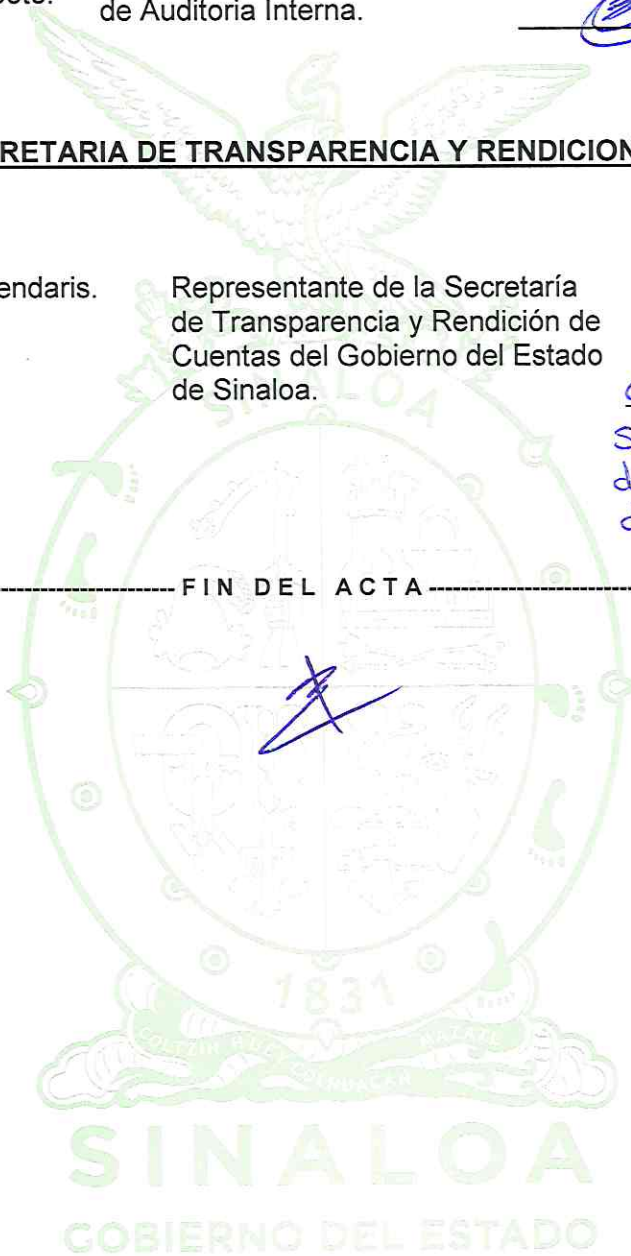 de Auditoria Interna.
RETARIA DE TRANSPARENCIA Y RENDICION
endaris. Representante de la Secretaría
de Transparencia y Rendición de
Cuentas del Gobierno del Estado
de Sinaloa.
SINALOA
FIN DEL ACTA
1831
SINALOA
GOBIERNO DEL ESTADO